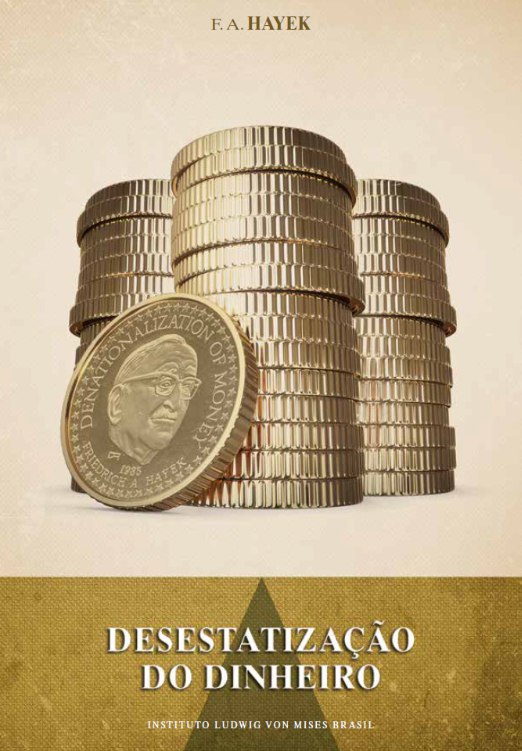 F. A. HAYEK
DENATIONALIZATION OF MONEY
1985
FRIEDRICH A. HAYEK
DESESTATIZAÇÃO
DO DINHEIRO
INSTITUTO LUDWIG VON MISES BRASIL